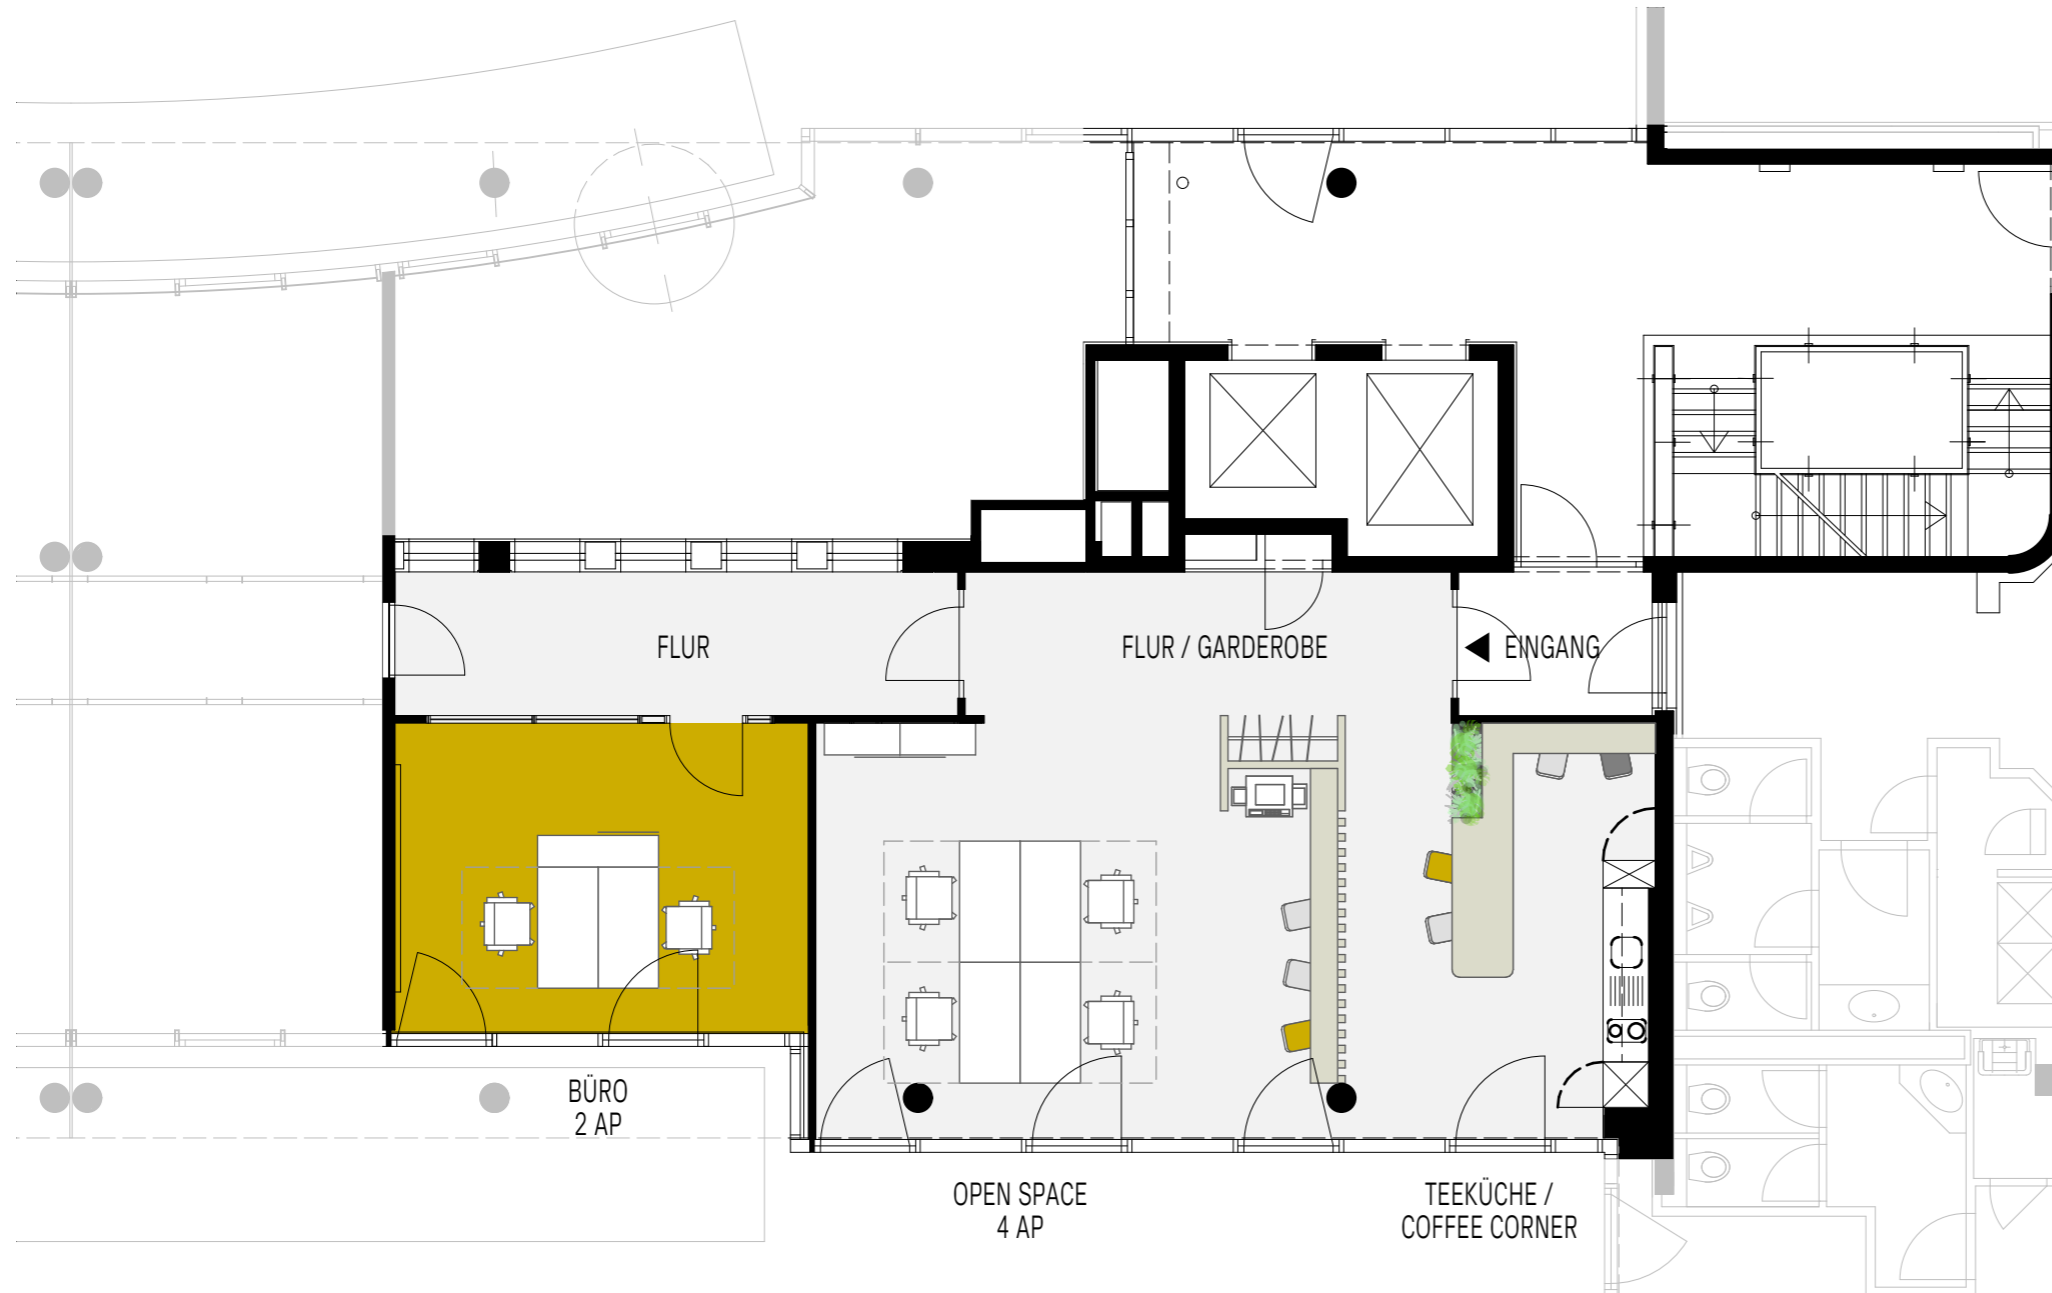 FLUR
FLUR / GARDEROBE
EINGANG
BÜRO
2 AP
OPEN SPACE
4 AP
TEEKÜCHE /
COFFEE CORNER